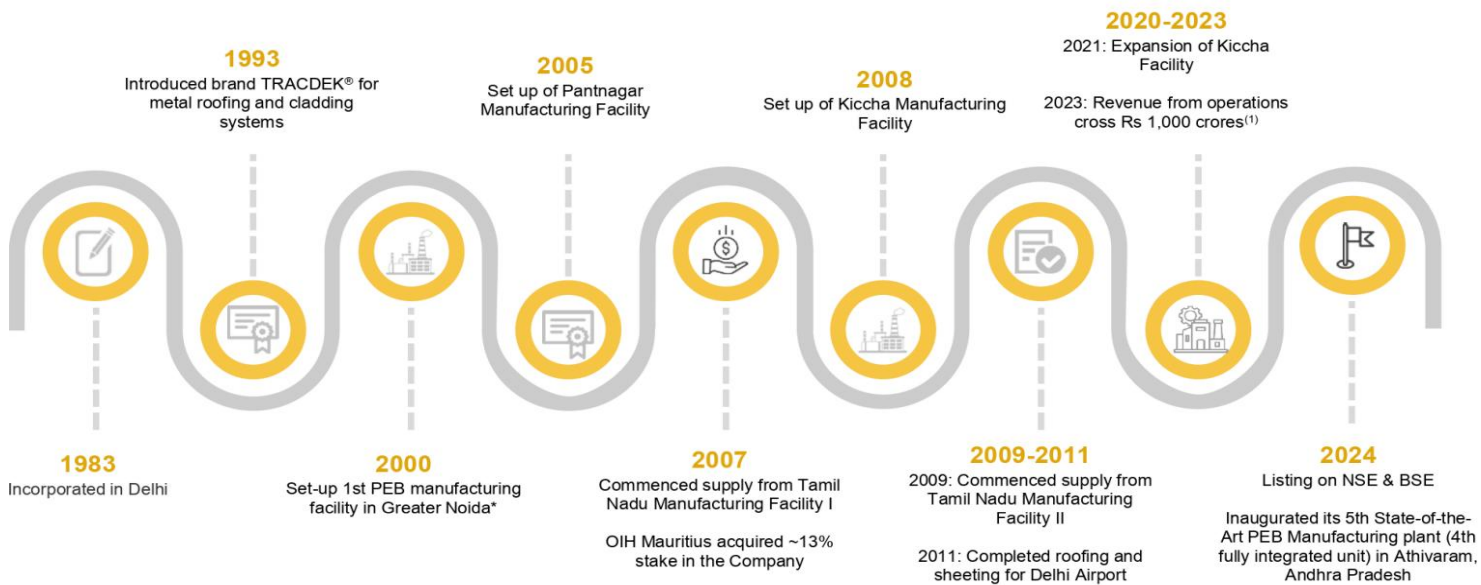 1993
Introduced brand TRACDEK® for
metal roofing and cladding
systems
2005
Set up of Pantnagar
Manufacturing Facility
2008
Set up of Kiccha Manufacturing
Facility
2020-2023
2021: Expansion of Kiccha
Facility
2023: Revenue from operations
cross Rs 1,000 crores(1)
$
1983
Incorporated in Delhi
2000
Set-up 1st PEB manufacturing
facility in Greater Noida*
2007
Commenced supply from Tamil
Nadu Manufacturing Facility I
OIH Mauritius acquired ~13%
stake in the Company
2009-2011
2009: Commenced supply from
Tamil Nadu Manufacturing
Facility II
2011: Completed roofing and
sheeting for Delhi Airport
2024
Listing on NSE & BSE
Inaugurated its 5th State-of-the-
Art PEB Manufacturing plant (4th
fully integrated unit) in Athivaram,
Andhra Pradesh